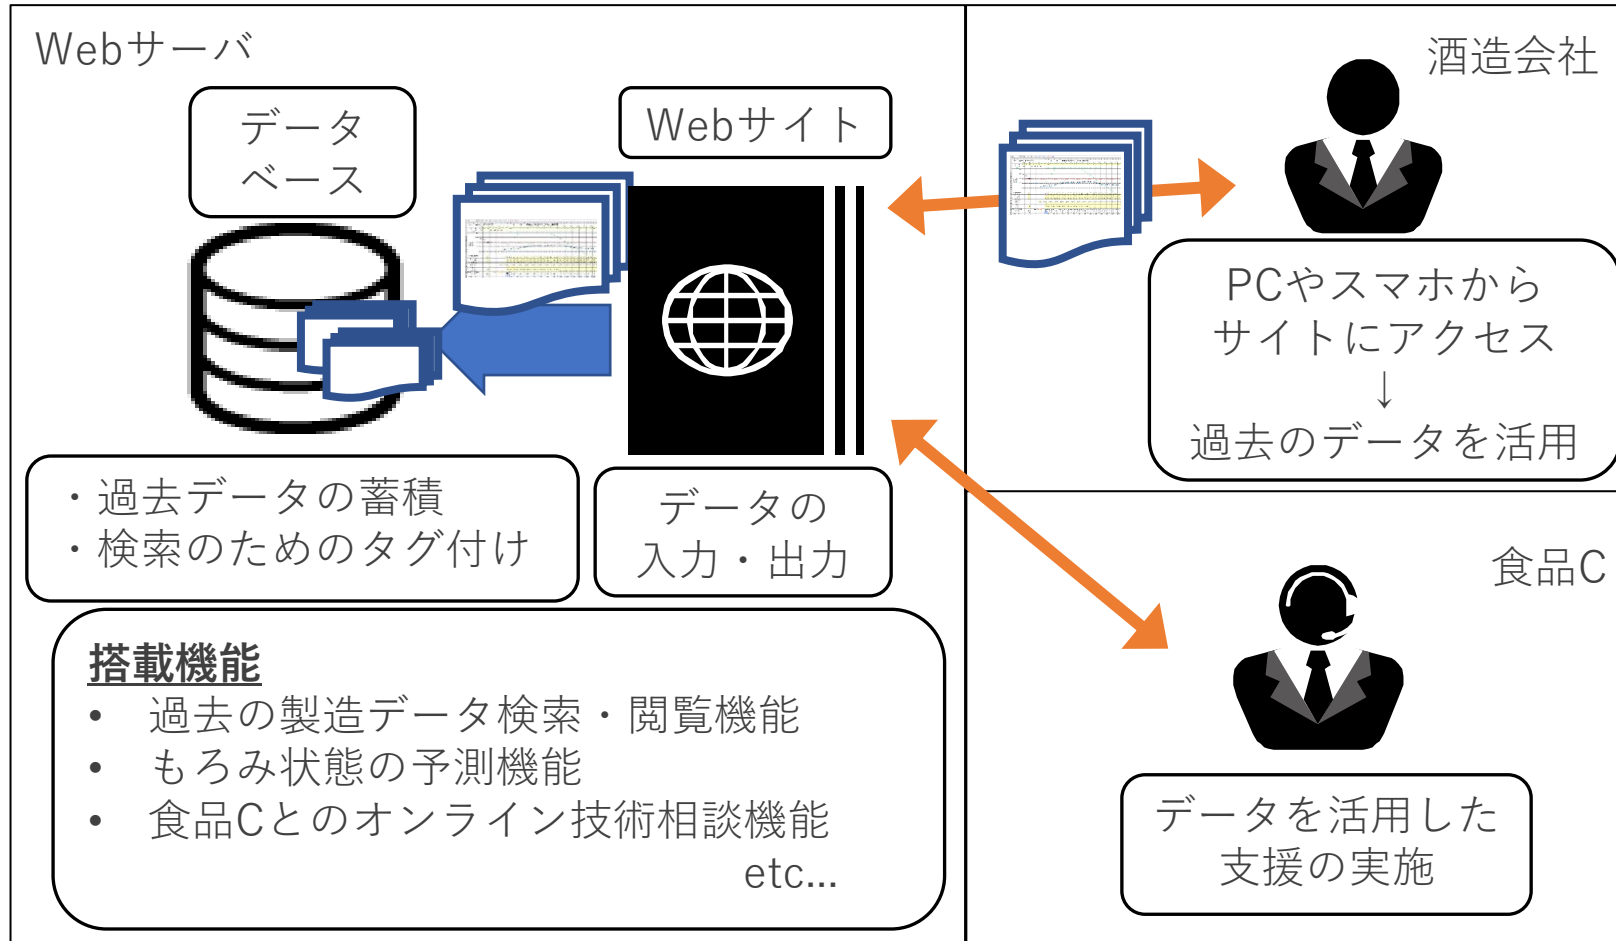 Webサーバ
データ
ベース
Webサイト
・過去データの蓄積
・検索のためのタグ付け
データの
入力・出力
搭載機能
• 過去の製造データ検索・閲覧機能
• もろみ状態の予測機能
• 食品Cとのオンライン技術相談機能
etc…
酒造会社
PCやスマホから
サイトにアクセス
↓
過去のデータを活用
食品C
データを活用した
支援の実施